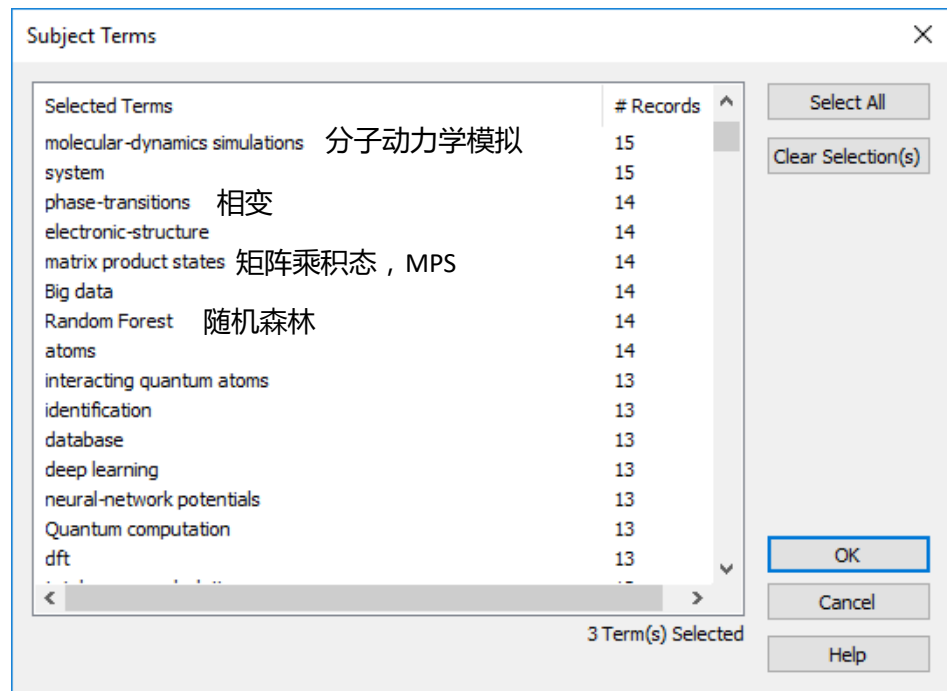 Subject Terms
Selected Terms # Records
molecular-dynamics simulations 分子动力学模拟 15
system 15
phase-transitions 相变 14
electronic-structure 14
matrix product states 矩阵乘积态，MPS 14
Big data 14
Random Forest 随机森林 14
atoms 14
interacting quantum atoms 13
identification 13
database 13
deep learning 13
neural-network potentials 13
Quantum computation 13
dft 13
3 Term(s) Selected
Select All
Clear Selection(s)
OK
Cancel
Help